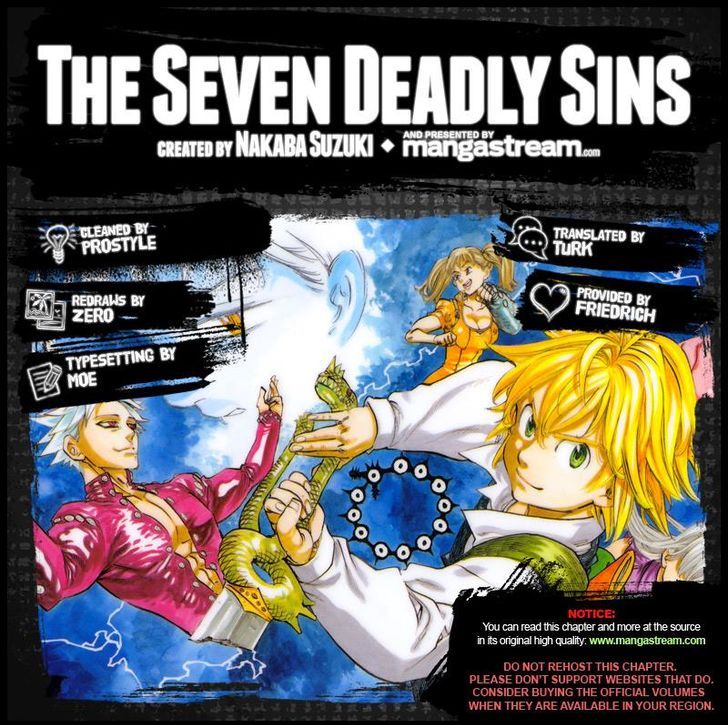 THE SEVEN DEADLY SINS
CREATED BY NAKABA SUZUKI ◆ AND PRESENTED BY mangastream.com
CLEANED BY
PROSTYLE
REDRAWS BY
ZERO
TYPESETTING BY
MOE
TRANSLATED BY
TURK
PROVIDED BY
FRIEDRICH
NOTICE:
You can read this chapter and more at the source
in its original high quality: www.mangastream.com
DO NOT REHOST THIS CHAPTER.
PLEASE DON'T SUPPORT WEBSITES THAT DO.
CONSIDER BUYING THE OFFICIAL VOLUMES
WHEN THEY ARE AVAILABLE IN YOUR REGION.